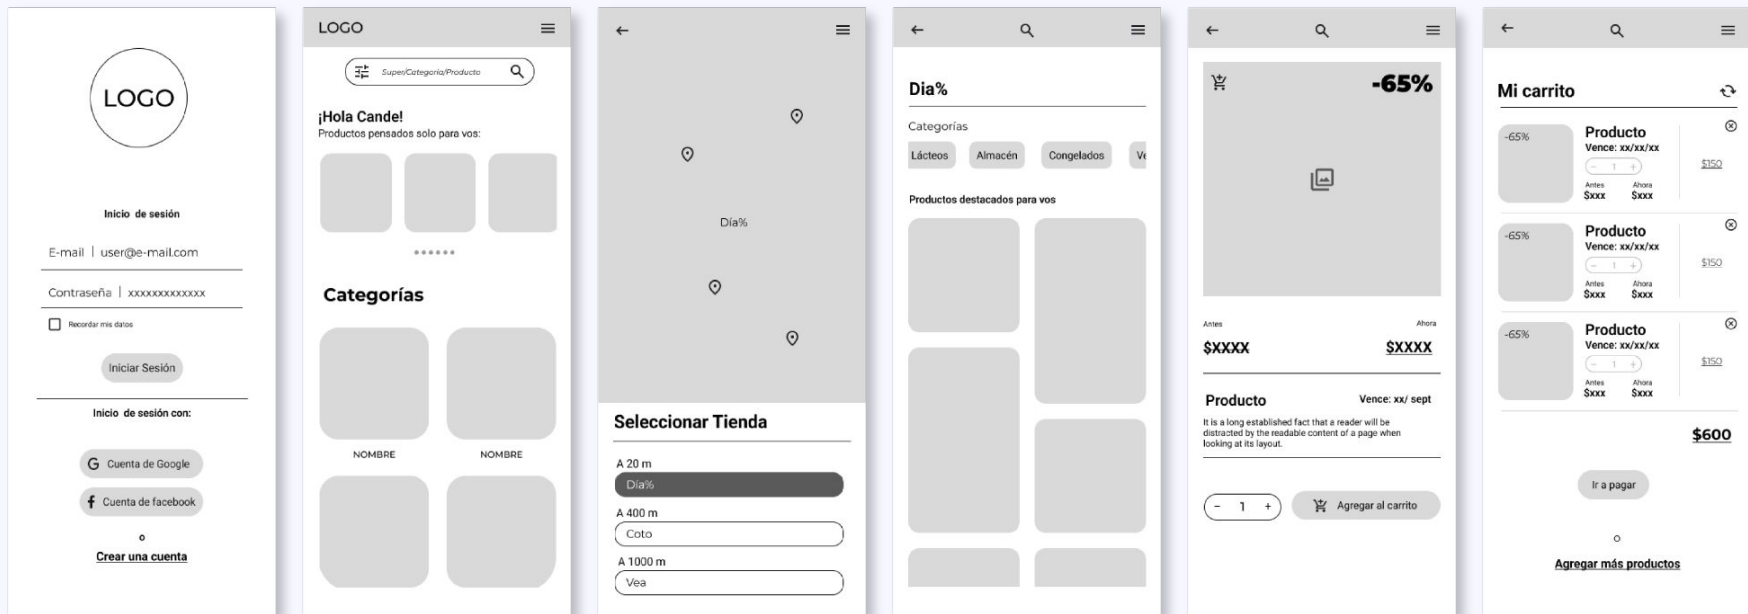 LOGO
Inicio de sesión
E-mail | user@e-mail.com
Contraseña | xxxxxxxxxxxxx
Recordar mis datos
Iniciar Sesión
Inicio de sesión con:
G Cuenta de Google
f Cuenta de facebook
o
Crear una cuenta
LOGO
Super/Categoria/Producto
¡Hola Cande!
Productos pensados solo para vos:
Categorías
NOMBRE NOMBRE
Día%
Seleccionar Tienda
A 20 m
Día%
A 400 m
Coto
A 1000 m
Vea
Dia%
Categorías
Lácteos Almacén Congelados Ve
Productos destacados para vos
-65%
Antes Ahora
$XXXX $XXXX
Producto Vence: xx/ sept
It is a long established fact that a reader will be
distracted by the readable content of a page when
looking at its layout.
- 1 + Agregar al carrito
Mi carrito
-65% Producto
Vence: xx/xx/xx
- 1 + $150
Antes Ahora
$xxx $xxx
-65% Producto
Vence: xx/xx/xx
- 1 + $150
Antes Ahora
$xxx $xxx
-65% Producto
Vence: xx/xx/xx
- 1 + $150
Antes Ahora
$xxx $xxx
$600
Ir a pagar
o
Agregar más productos